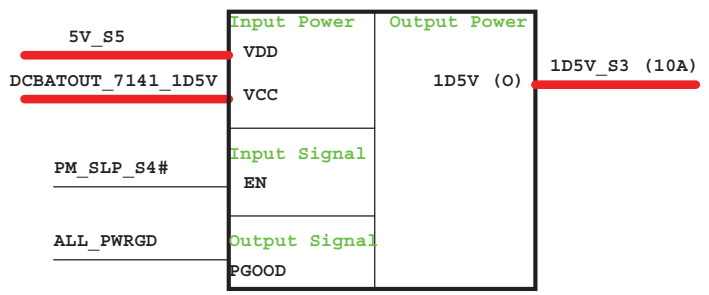 Input Power
Output Power
5V_S5
VDD
1D5V_S3 (10A)
DCBATOUT_7141_1D5V
1D5V (O)
VCC
Input Signal
PM_SLP_S4#
EN
ALL_PWRGD
Output Signal
PGOOD